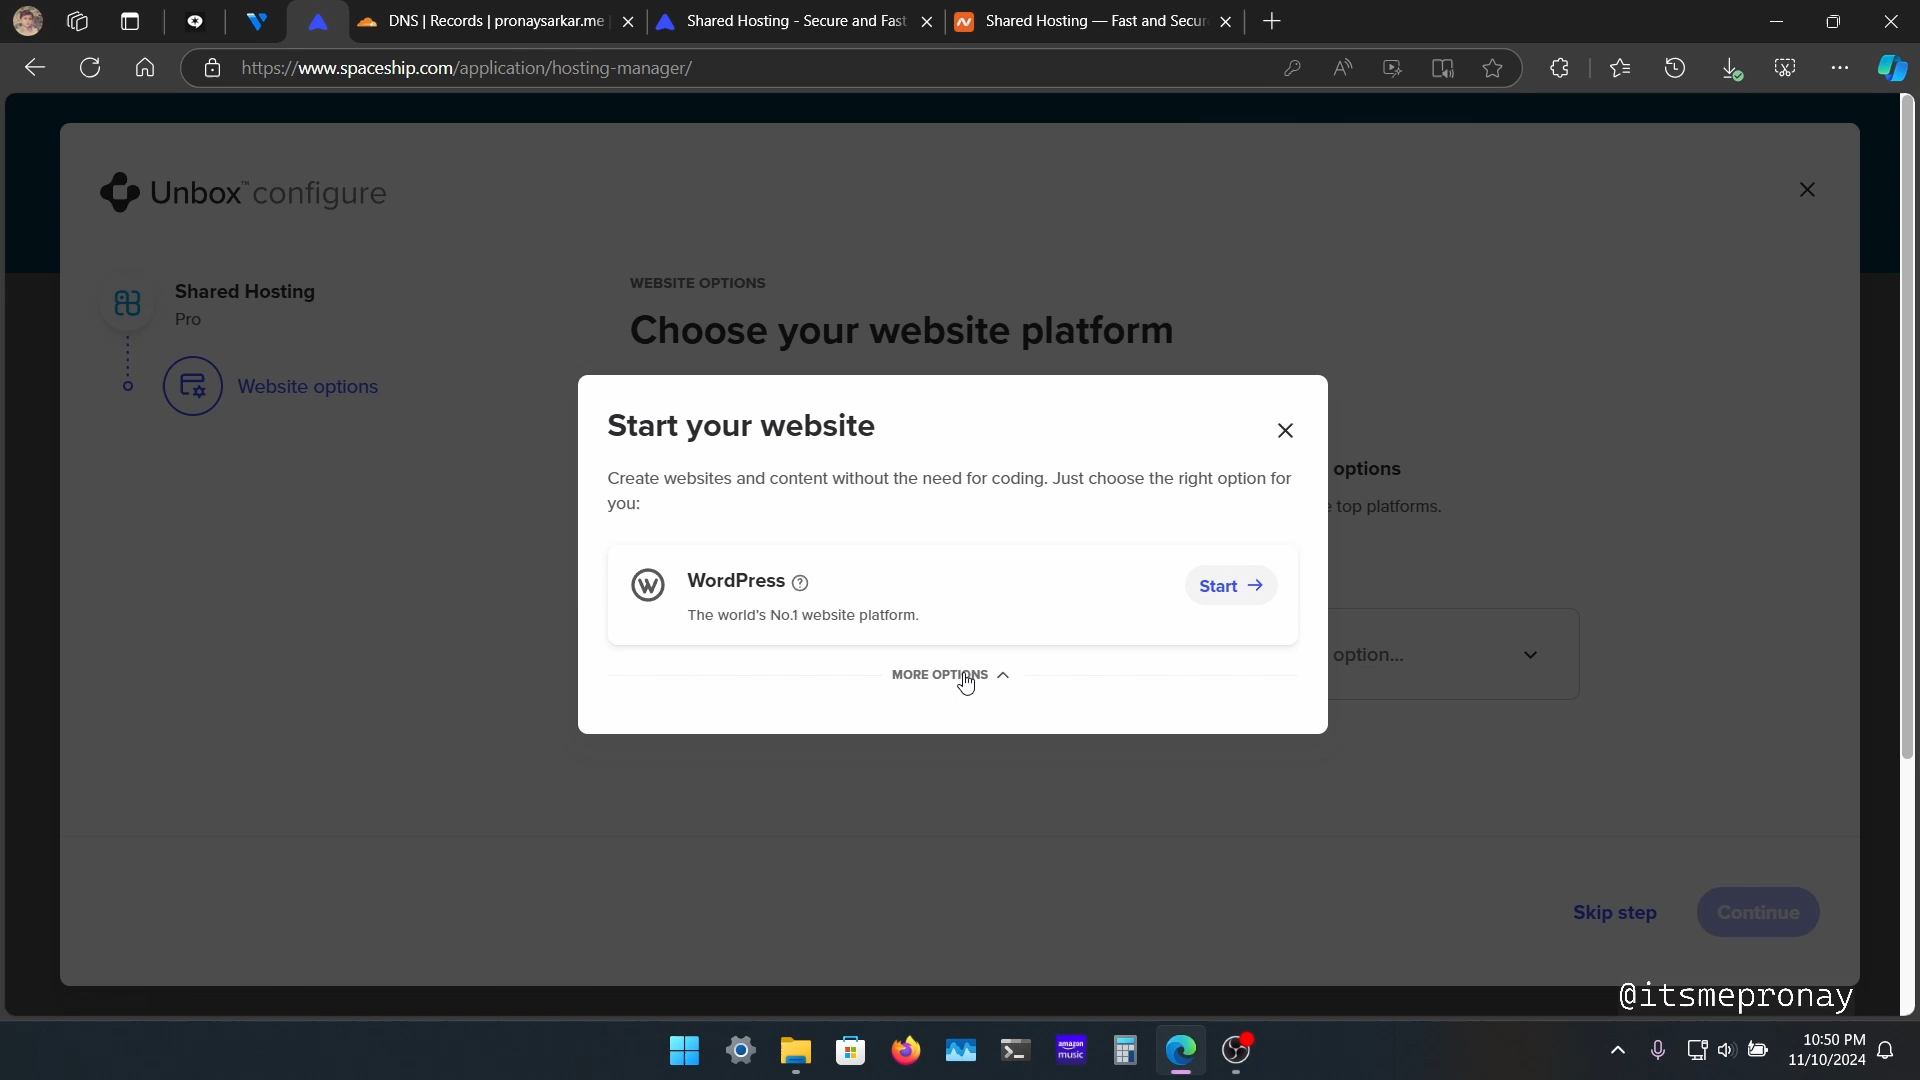 DNS | Records | pronaysarkar.me
Shared Hosting - Secure and Fast
Shared Hosting — Fast and Secur
https://www.spaceship.com/application/hosting-manager/
Unbox™ configure
Shared Hosting
Pro
Website options
WEBSITE OPTIONS
Choose your website platform
Start your website
Create websites and content without the need for coding. Just choose the right option for
you:
WordPress
The world's No.1 website platform.
Start
MORE OPTIONS
options
top platforms.
option...
Skip step
Continue
@itsmepronay
amazon
music
10:50 PM
11/10/2024